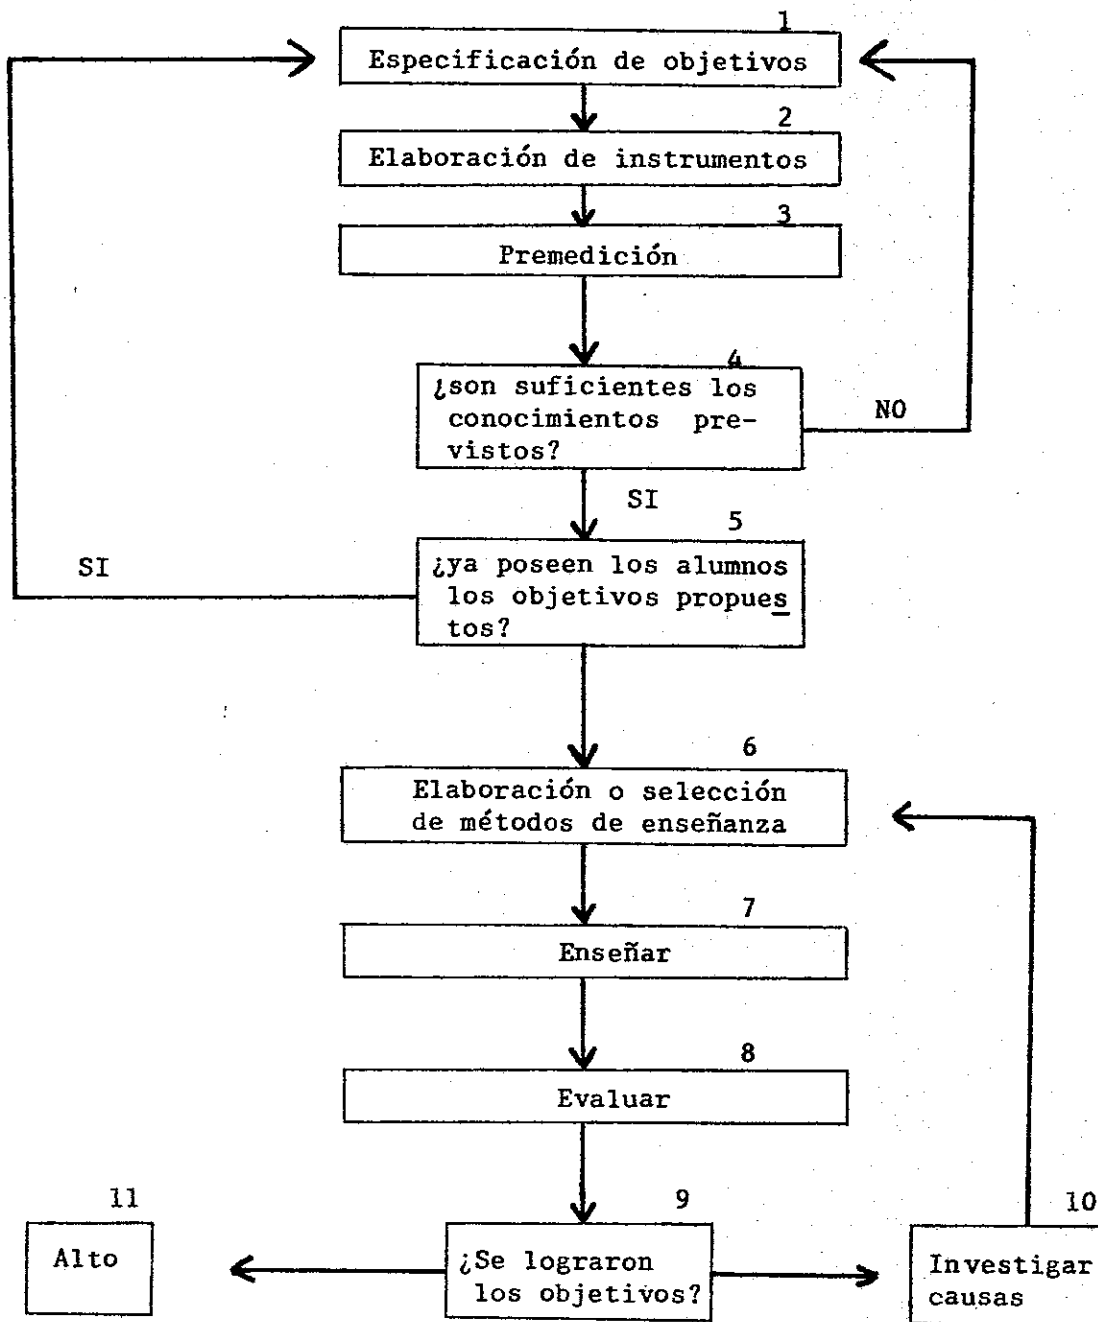 1
Especificación de objetivos
2
Elaboración de instrumentos
3
Premedición
4
¿son suficientes los
conocimientos pre-
vistos?
NO
SI
5
SI
¿ya poseen los alumnos
los objetivos propues
tos?
6
Elaboración o selección
de métodos de enseñanza
7
Enseñar
8
Evaluar
11
9
10
Alto
¿Se lograron
los objetivos?
Investigar
causas